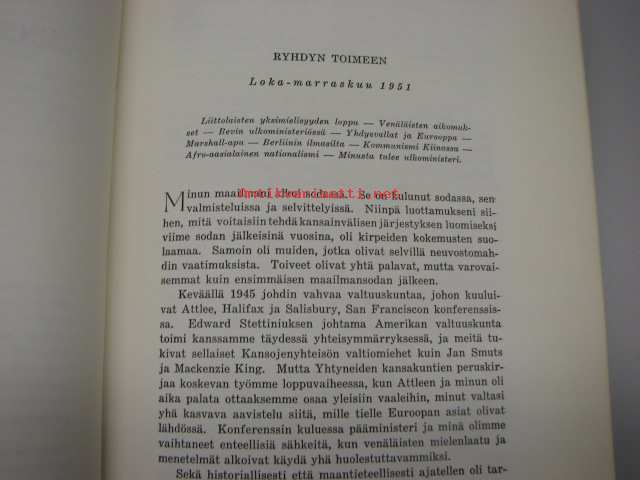 RYHDYN TOIMEEN
Loka-marraskuu 1951
Liittolaisten yksimielisyyden loppu — Venäläisten aikomuk-
set — Bevin ulkoministeriössä — Yhdysvallat ja Eurooppa —
Marshall-apu — Berliinin ilmasilta — Kommunismi Kiinassa —
Afro-aasialainen nationalismi — Minusta tulee ulkoministeri.
Minun maailmani alkoi sodassa. Se on kulunut sodassa, sen
valmisteluissa ja selvittelyissä. Niinpä luottamukseni sii-
hen, mitä voitaisiin tehdä kansainvälisen järjestyksen luomiseksi
viime sodan jälkeisinä vuosina, oli kirpeiden kokemusten suo-
laamaa. Samoin oli muiden, jotka olivat selvillä neuvostomah-
din vaatimuksista. Toiveet olivat yhtä palavat, mutta varovai-
semmat kuin ensimmäisen maailmansodan jälkeen.
Keväällä 1945 johdin vahvaa valtuuskuntaa, johon kuului-
vat Attlee, Halifax ja Salisbury, San Franciscon konferenssis-
sa. Edward Stettiniuksen johtama Amerikan valtuuskunta
toimi kanssamme täydessä yhteisymmärryksessä, ja meitä tu-
kivat sellaiset Kansojenyhteisön valtiomiehet kuin Jan Smuts
ja Mackenzie King. Mutta Yhtyneiden kansakuntien peruskir-
jaa koskevan työmme loppuvaiheessa, kun Attleen ja minun oli
aika palata ottaaksemme osaa yleisiin vaaleihin, minut valtasi
yhä kasvava aavistelu siitä, mille tielle Euroopan asiat olivat
lähdössä. Konferenssin kuluessa pääministeri ja minä olimme
vaihtaneet enteellisiä sähkeitä, kun venäläisten mielenlaatu ja
menetelmät alkoivat käydä yhä huolestuttavammiksi.
Sekä historiallisesti että maantieteellisesti ajatellen oli tar-